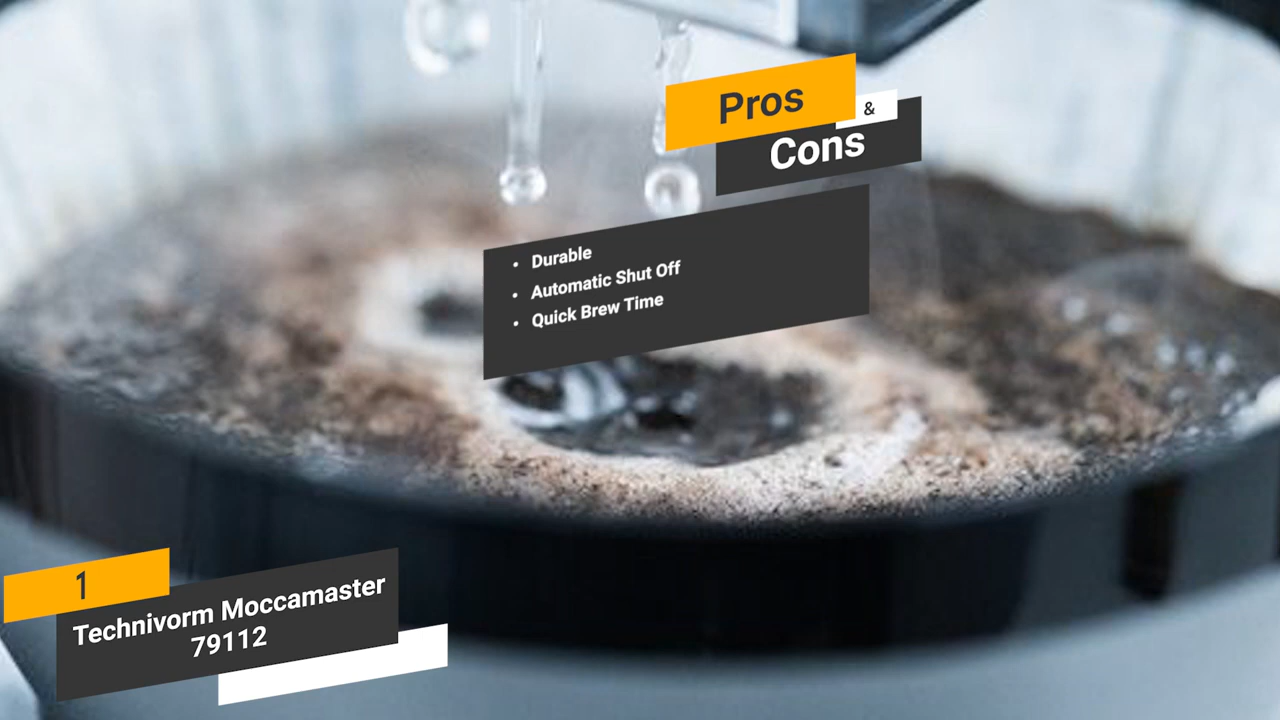 Pros
&
Cons
• Durable
• Automatic Shut Off
• Quick Brew Time
1
Technivorm Moccamaster
79112